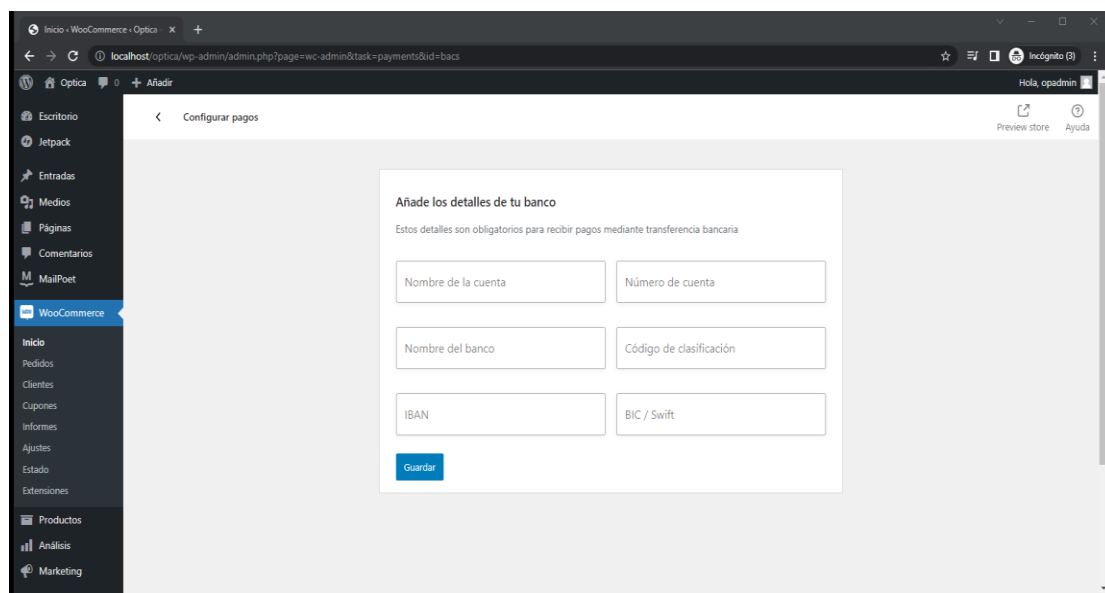 Inicio ‹ WooCommerce ‹ Optica
localhost/optica/wp-admin/admin.php?page=wc-admin&task=payments&id=bacs
Incógnito (3)
Optica 0 Añadir
Hola, opadmin
Escritorio
Jetpack
Entradas
Medios
Páginas
Comentarios
MailPoet
WooCommerce
Inicio
Pedidos
Clientes
Cupones
Informes
Ajustes
Estado
Extensiones
Productos
Análisis
Marketing
Configurar pagos
Preview store
Ayuda
Añade los detalles de tu banco
Estos detalles son obligatorios para recibir pagos mediante transferencia bancaria
Nombre de la cuenta
Número de cuenta
Nombre del banco
Código de clasificación
IBAN
BIC / Swift
Guardar